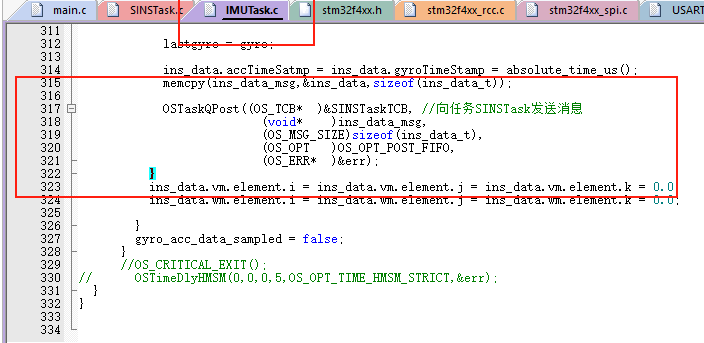 main.c SINSTask.c IMUTask.c stm32f4xx.h stm32f4xx_rcc.c stm32f4xx_spi.c USART
311
312 lastgyro = gyro;
313
314 ins_data.accTimeSatmp = ins_data.gyroTimeStamp = absolute_time_us();
315 memcpy(ins_data_msg,&ins_data,sizeof(ins_data_t));
316
317 OSTaskQPost((OS_TCB* )&SINSTaskTCB, //向任务SINSTask发送消息
318 (void* )ins_data_msg,
319 (OS_MSG_SIZE)sizeof(ins_data_t),
320 (OS_OPT )OS_OPT_POST_FIFO,
321 (OS_ERR* )&err);
322 }
323 ins_data.vm.element.i = ins_data.vm.element.j = ins_data.vm.element.k = 0.0
324 ins_data.vm.element.i = ins_data.vm.element.j = ins_data.vm.element.k = 0.0;
325
326 }
327 gyro_acc_data_sampled = false;
328 }
329 //OS_CRITICAL_EXIT();
330 // OSTimeDlyHMSM(0,0,0,5,OS_OPT_TIME_HMSM_STRICT,&err);
331 }
332 }
333
334